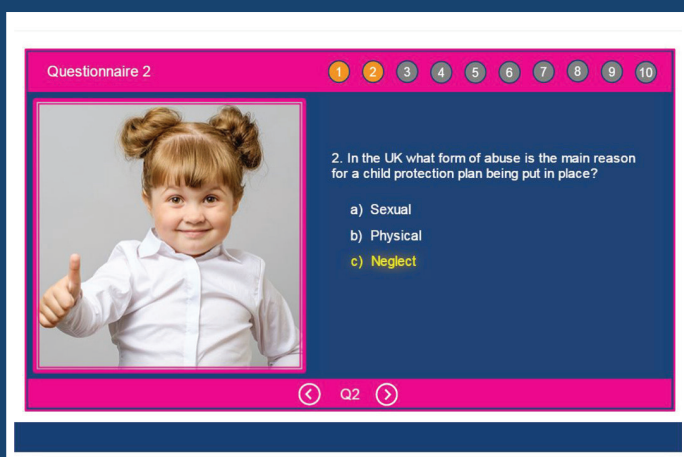 Questionnaire 2
1 2 3 4 5 6 7 8 9 10
2. In the UK what form of abuse is the main reason
for a child protection plan being put in place?
a) Sexual
b) Physical
c) Neglect
Q2